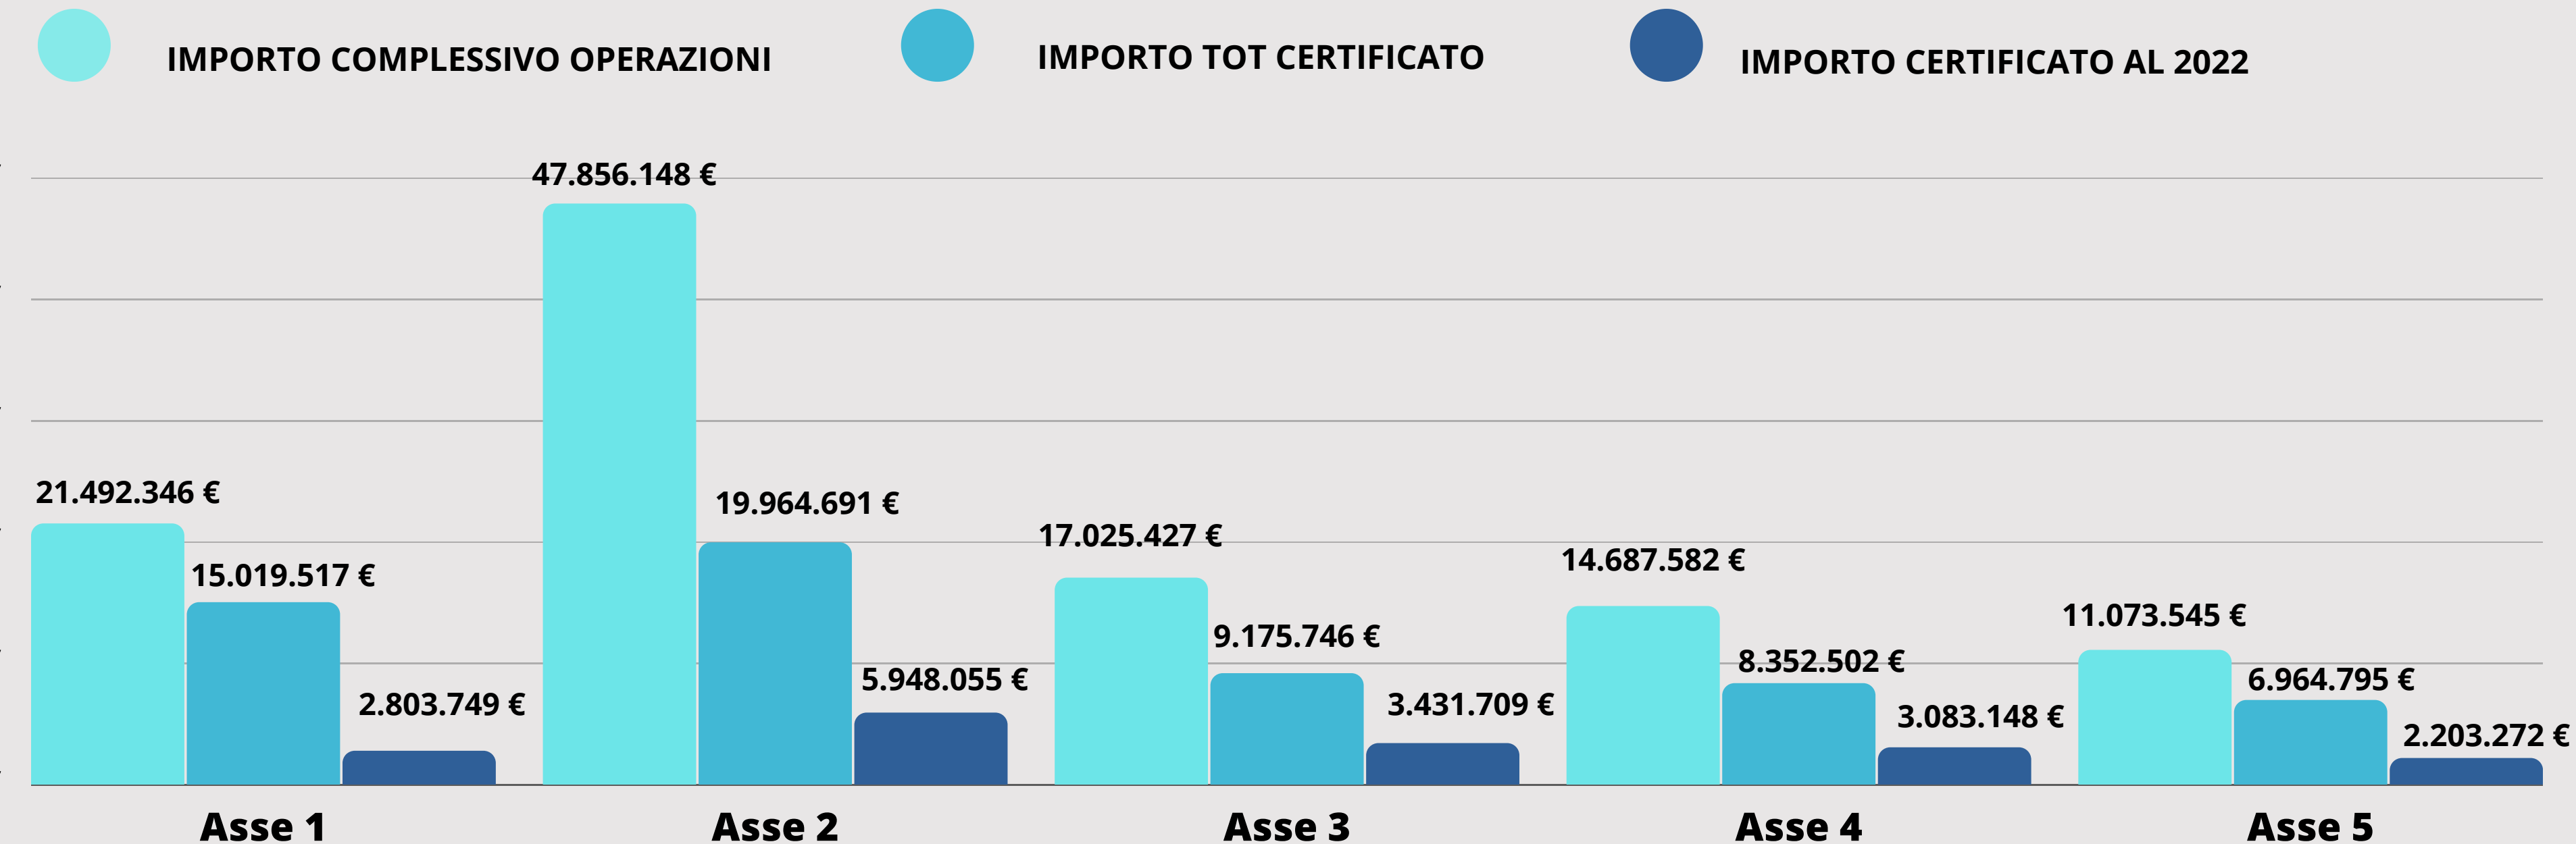 IMPORTO COMPLESSIVO OPERAZIONI
IMPORTO TOT CERTIFICATO
IMPORTO CERTIFICATO AL 2022
21.492.346 €
15.019.517 €
2.803.749 €
47.856.148 €
19.964.691 €
5.948.055 €
17.025.427 €
9.175.746 €
3.431.709 €
14.687.582 €
8.352.502 €
3.083.148 €
11.073.545 €
6.964.795 €
2.203.272 €
Asse 1
Asse 2
Asse 3
Asse 4
Asse 5